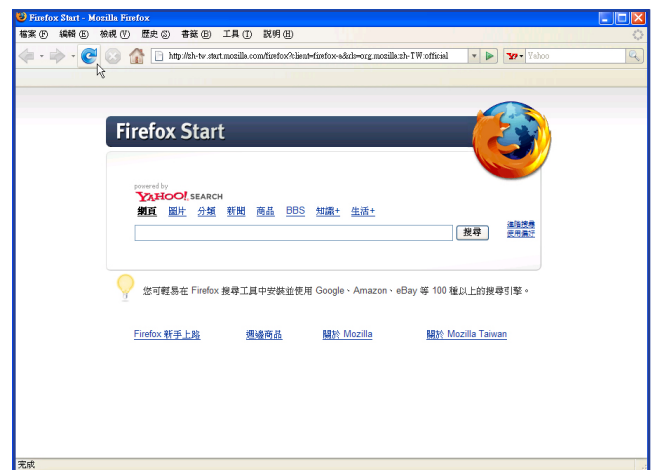 Firefox Start - Mozilla Firefox
檔案(F) 編輯(E) 檢視(V) 歷史(S) 書籤(B) 工具(T) 說明(H)
http://zh-tw.start.mozilla.com/firefox?client=firefox-a&rls=org.mozilla:zh-TW:official Y! Yahoo
Firefox Start
powered by
YAHOO! SEARCH
網頁 圖片 分類 新聞 商品 BBS 知識+ 生活+
搜尋
進階搜尋
使用偏好
您可輕易在 Firefox 搜尋工具中安裝並使用 Google、Amazon、eBay 等 100 種以上的搜尋引擎。
Firefox 新手上路 週邊商品 關於 Mozilla 關於 Mozilla Taiwan
完成